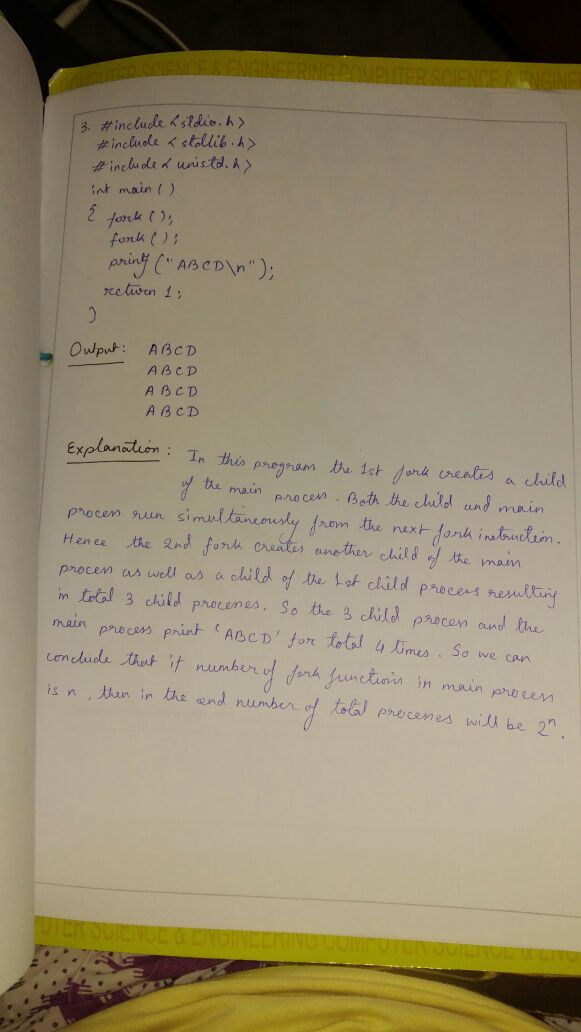 COMPUTER SCIENCE & ENGINEERING COMPUTER SCIENCE & ENGINE
3. #include <stdio.h>
#include <stdlib.h>
#include <unistd.h>
int main ()
{ fork ();
fork ();
printf ("ABCD\n");
return 1;
}
Output: ABCD
ABCD
ABCD
ABCD
Explanation: In this program the 1st fork creates a child
of the main process. Both the child and main
process run simultaneously from the next fork instruction.
Hence the 2nd fork creates another child of the main
process as well as a child of the 1st child process resulting
in total 3 child processes. So the 3 child process and the
main process print 'ABCD' for total 4 times. So we can
conclude that if number of fork functions in main process
is n, then in the end number of total processes will be 2ⁿ.
UTER SCIENCE & ENGINEERING COMPUTER SCIENCE & ENG